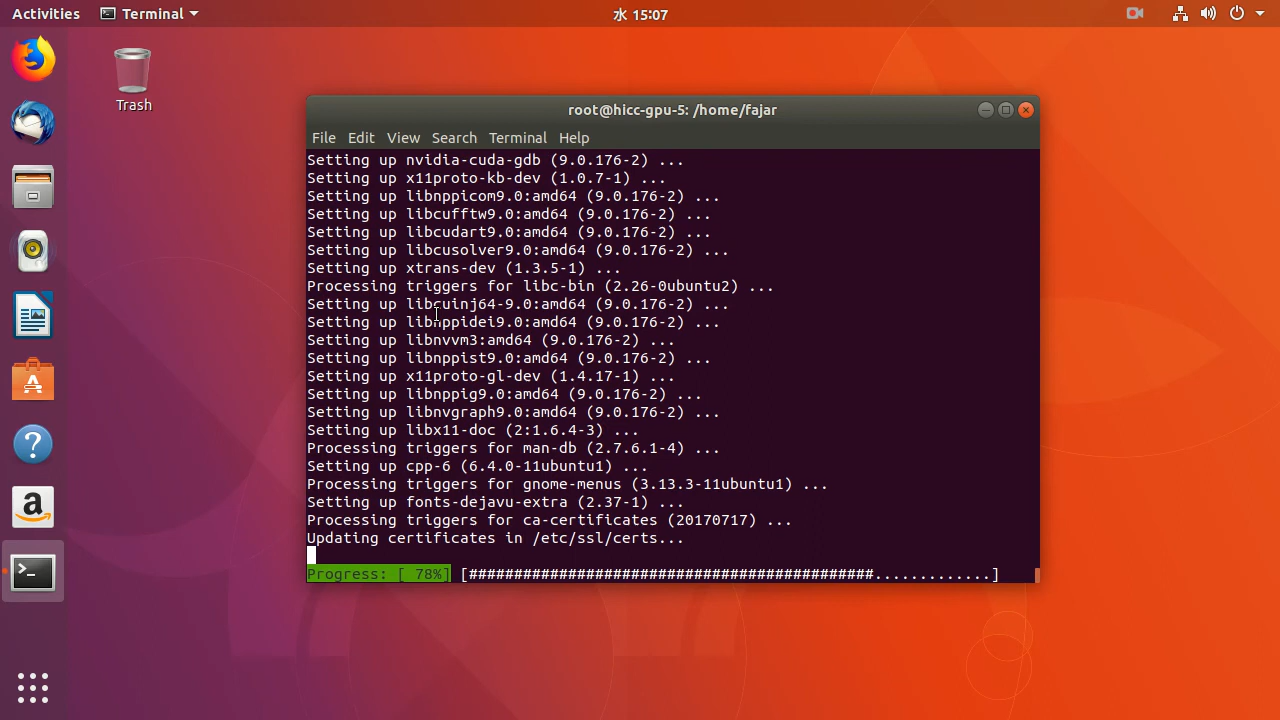 Activities
Terminal
水 15:07
Trash
root@hicc-gpu-5: /home/fajar
File Edit View Search Terminal Help
Setting up nvidia-cuda-gdb (9.0.176-2) ...
Setting up x11proto-kb-dev (1.0.7-1) ...
Setting up libnppicom9.0:amd64 (9.0.176-2) ...
Setting up libcufftw9.0:amd64 (9.0.176-2) ...
Setting up libcudart9.0:amd64 (9.0.176-2) ...
Setting up libcusolver9.0:amd64 (9.0.176-2) ...
Setting up xtrans-dev (1.3.5-1) ...
Processing triggers for libc-bin (2.26-0ubuntu2) ...
Setting up libcuinj64-9.0:amd64 (9.0.176-2) ...
Setting up libnppidei9.0:amd64 (9.0.176-2) ...
Setting up libnvvm3:amd64 (9.0.176-2) ...
Setting up libnppist9.0:amd64 (9.0.176-2) ...
Setting up x11proto-gl-dev (1.4.17-1) ...
Setting up libnppig9.0:amd64 (9.0.176-2) ...
Setting up libnvgraph9.0:amd64 (9.0.176-2) ...
Setting up libx11-doc (2:1.6.4-3) ...
Processing triggers for man-db (2.7.6.1-4) ...
Setting up cpp-6 (6.4.0-11ubuntu1) ...
Processing triggers for gnome-menus (3.13.3-11ubuntu1) ...
Setting up fonts-dejavu-extra (2.37-1) ...
Processing triggers for ca-certificates (20170717) ...
Updating certificates in /etc/ssl/certs...
Progress: [ 78%] [#############################################.............]